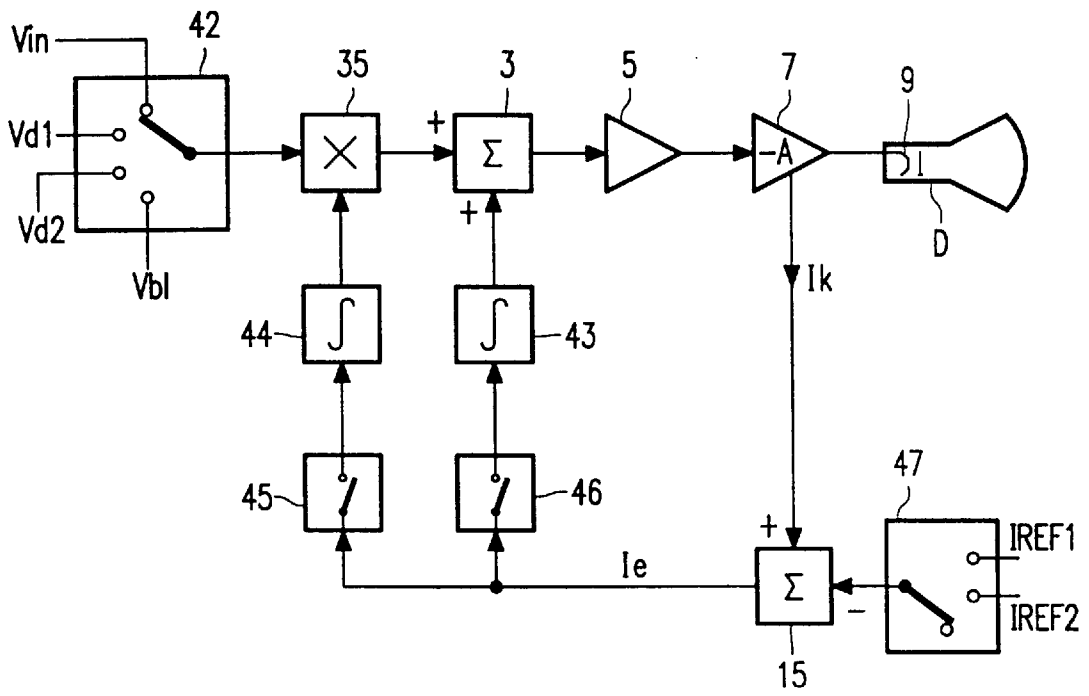 Vin
42
35
3
5
7
9
Vd1
+
×
Σ
-A
Vd2
+
D
Vbl
Ik
44
∫
∫
43
45
46
47
+
IREF1
Ie
Σ
−
IREF2
15